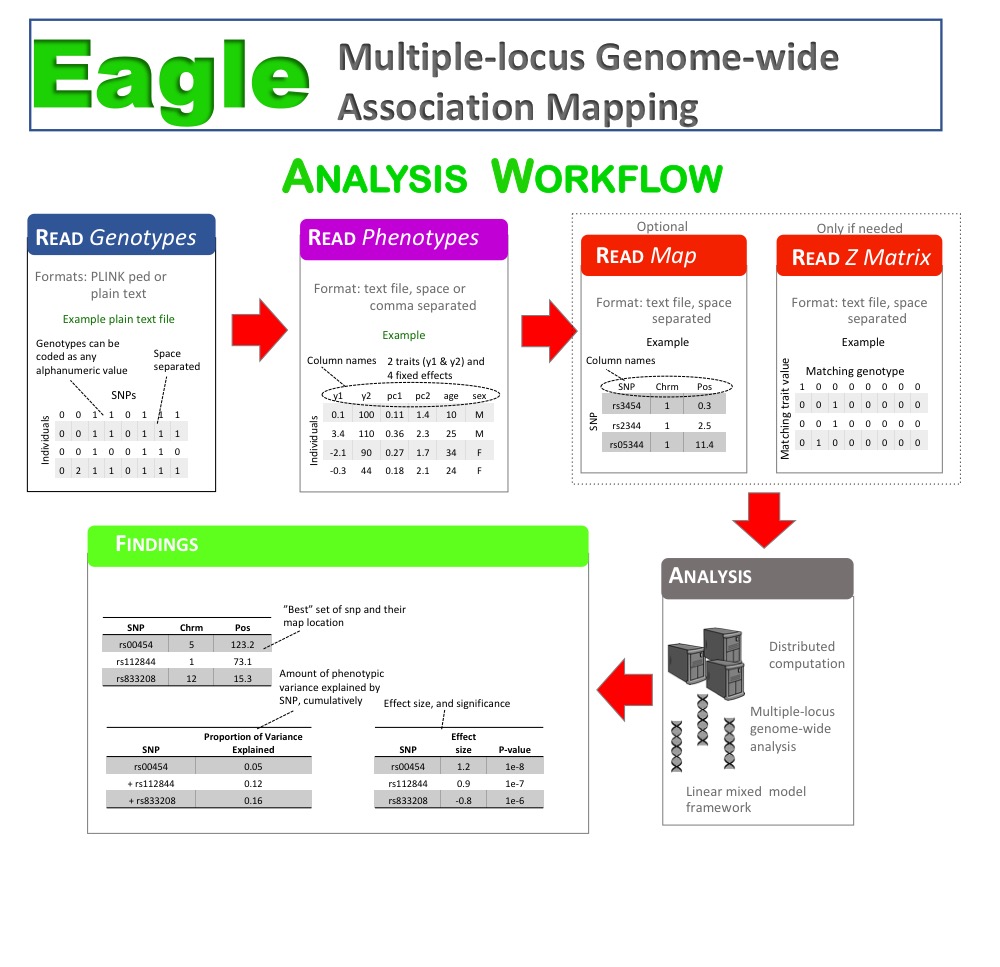 Eagle
Multiple-locus Genome-wide
Association Mapping
ANALYSIS WORKFLOW
READ Genotypes
Formats: PLINK ped or
plain text
Example plain text file
Genotypes can be
coded as any
alphanumeric value
Space
separated
SNPs
Individuals
0 0 1 1 0 1 1 1
0 0 1 1 0 1 1 1
0 0 1 0 1 1 1 0
0 2 1 1 0 1 1 1
READ Phenotypes
Format: text file, space or
comma separated
Example
Column names
2 traits (y1 & y2) and
4 fixed effects
Individuals
y1 y2 pc1 pc2 age sex
0.1 100 0.11 1.4 10 M
3.4 110 0.36 2.3 25 M
-2.1 90 0.27 1.7 34 F
-0.3 44 0.18 2.1 24 F
Optional
READ Map
Format: text file, space
separated
Example
Column names
SNP
SNP Chrm Pos
rs3454 1 0.3
rs2344 1 2.5
rs05344 1 11.4
Only if needed
READ Z Matrix
Format: text file, space
separated
Example
Matching genotype
Matching trait value
1 0 0 0 0 0 0 0
0 0 1 0 0 0 0 0
0 0 1 0 0 0 0 0
0 1 0 0 0 0 0 0
ANALYSIS
Distributed
computation
Multiple-locus
genome-wide
analysis
Linear mixed model
framework
FINDINGS
"Best" set of snp and their
map location
SNP Chrm Pos
rs00454 5 123.2
rs112844 1 73.1
rs833208 12 15.3
Amount of phenotypic
variance explained by
SNP, cumulatively
Proportion of Variance
SNP Explained
rs00454 0.05
+ rs112844 0.12
+ rs833208 0.16
Effect size, and significance
Effect
SNP size P-value
rs00454 1.2 1e-8
rs112844 0.9 1e-7
rs833208 -0.8 1e-6